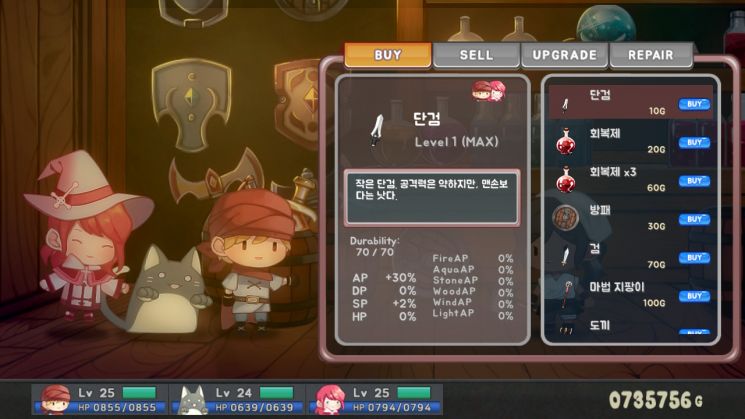 BUY
SELL
UPGRADE
REPAIR
단검
Level 1 (MAX)
작은 단검. 공격력은 약하지만, 맨손보
다는 낫다.
Durability:
70 / 70
AP +30%
DP 0%
SP +2%
HP 0%
FireAP 0%
AquaAP 0%
StoneAP 0%
WoodAP 0%
WindAP 0%
LightAP 0%
단검
10G BUY
회복제
20G BUY
회복제 x3
60G BUY
방패
30G BUY
검
70G BUY
마법 지팡이
100G BUY
도끼
BUY
Lv 25
HP 0855/0855
Lv 24
HP 0639/0639
Lv 25
HP 0794/0794
0735756 G